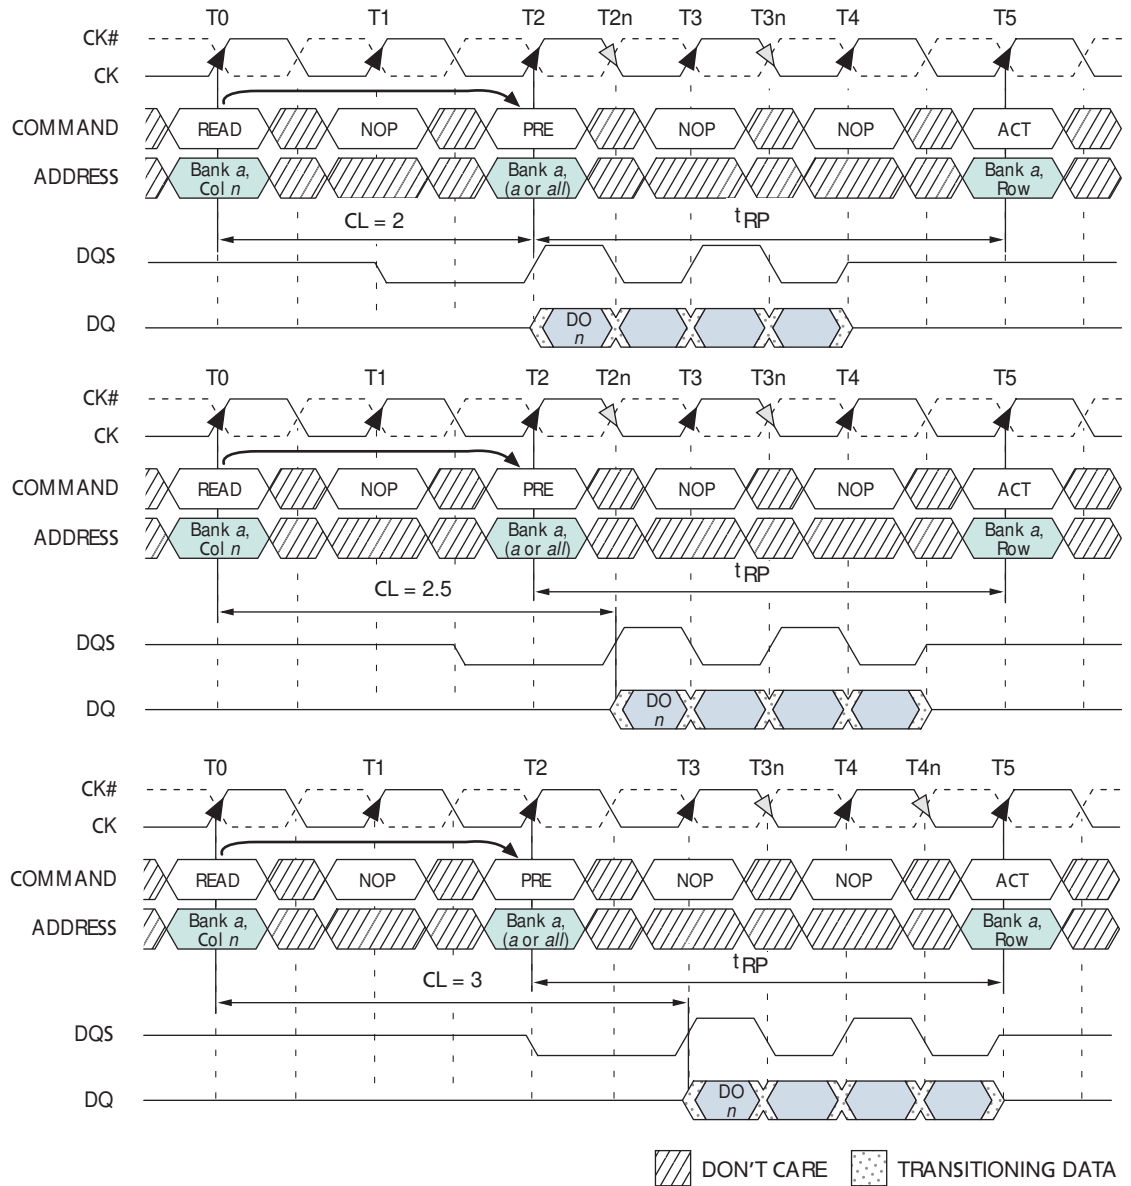 T0 T1 T2 T2n T3 T3n T4 T5
CK#
CK
COMMAND READ NOP PRE NOP NOP ACT
ADDRESS Bank a, Col n Bank a, (a or all) Bank a, Row
CL = 2 tRP
DQS
DQ DO n
T0 T1 T2 T2n T3 T3n T4 T5
CK#
CK
COMMAND READ NOP PRE NOP NOP ACT
ADDRESS Bank a, Col n Bank a, (a or all) Bank a, Row
tRP
CL = 2.5
DQS
DQ DO n
T0 T1 T2 T3 T3n T4 T4n T5
CK#
CK
COMMAND READ NOP PRE NOP NOP ACT
ADDRESS Bank a, Col n Bank a, (a or all) Bank a, Row
tRP
CL = 3
DQS
DQ DO n
DON'T CARE TRANSITIONING DATA